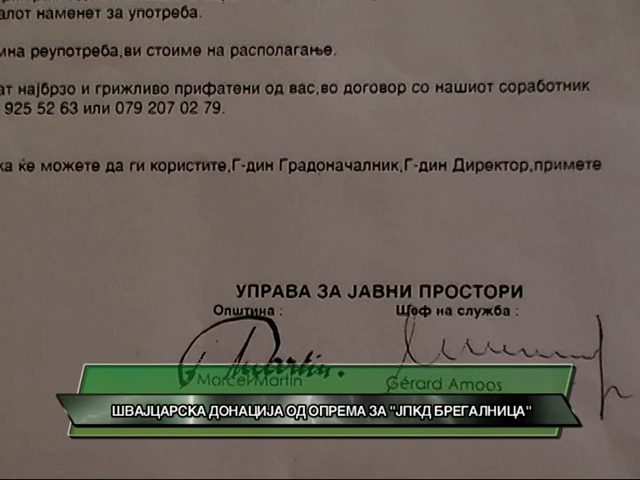 алот наменет за употреба.
ина реупотреба,ви стоиме на располагање.
ат најбрзо и грижливо прифатени од вас,во договор со нашиот соработник
925 52 63 или 079 207 02 79.
ка ќе можете да ги користите,Г-дин Градоначалник,Г-дин Директор,примете
УПРАВА ЗА ЈАВНИ ПРОСТОРИ
Општина : Шоф на служба :
Marcel Martin Gérard Amoos
ШВАЈЦАРСКА ДОНАЦИЈА ОД ОПРЕМА ЗА "ЈПКД БРЕГАЛНИЦА"